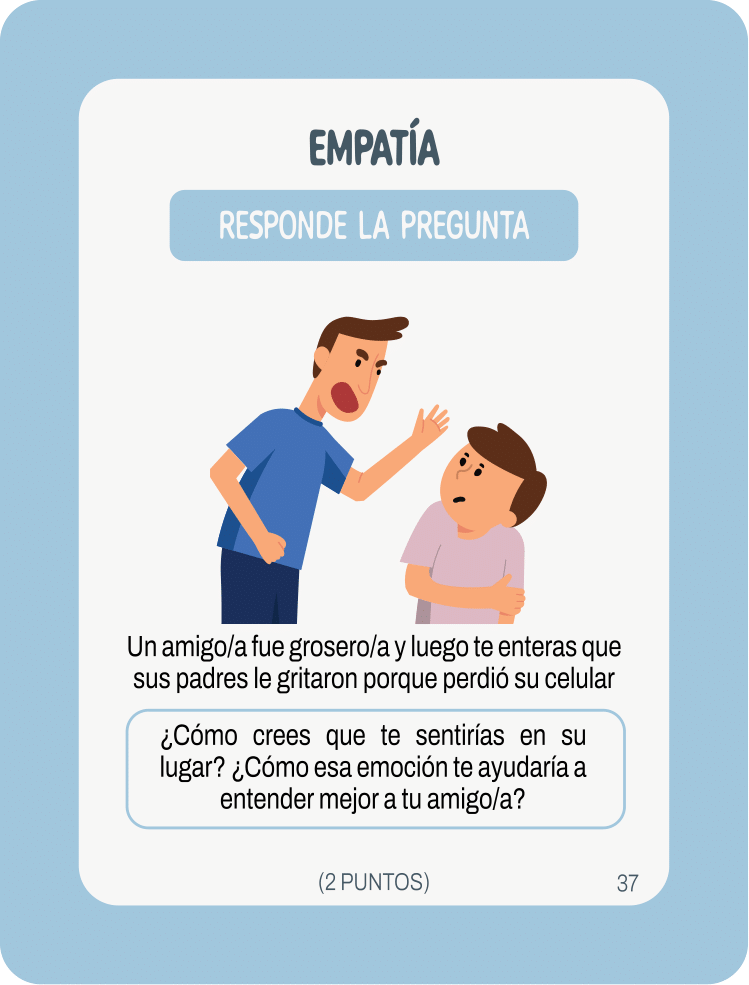 EMPATÍA
RESPONDE LA PREGUNTA
Un amigo/a fue grosero/a y luego te enteras que
sus padres le gritaron porque perdió su celular
¿Cómo crees que te sentirías en su
lugar? ¿Cómo esa emoción te ayudaría a
entender mejor a tu amigo/a?
(2 PUNTOS)
37